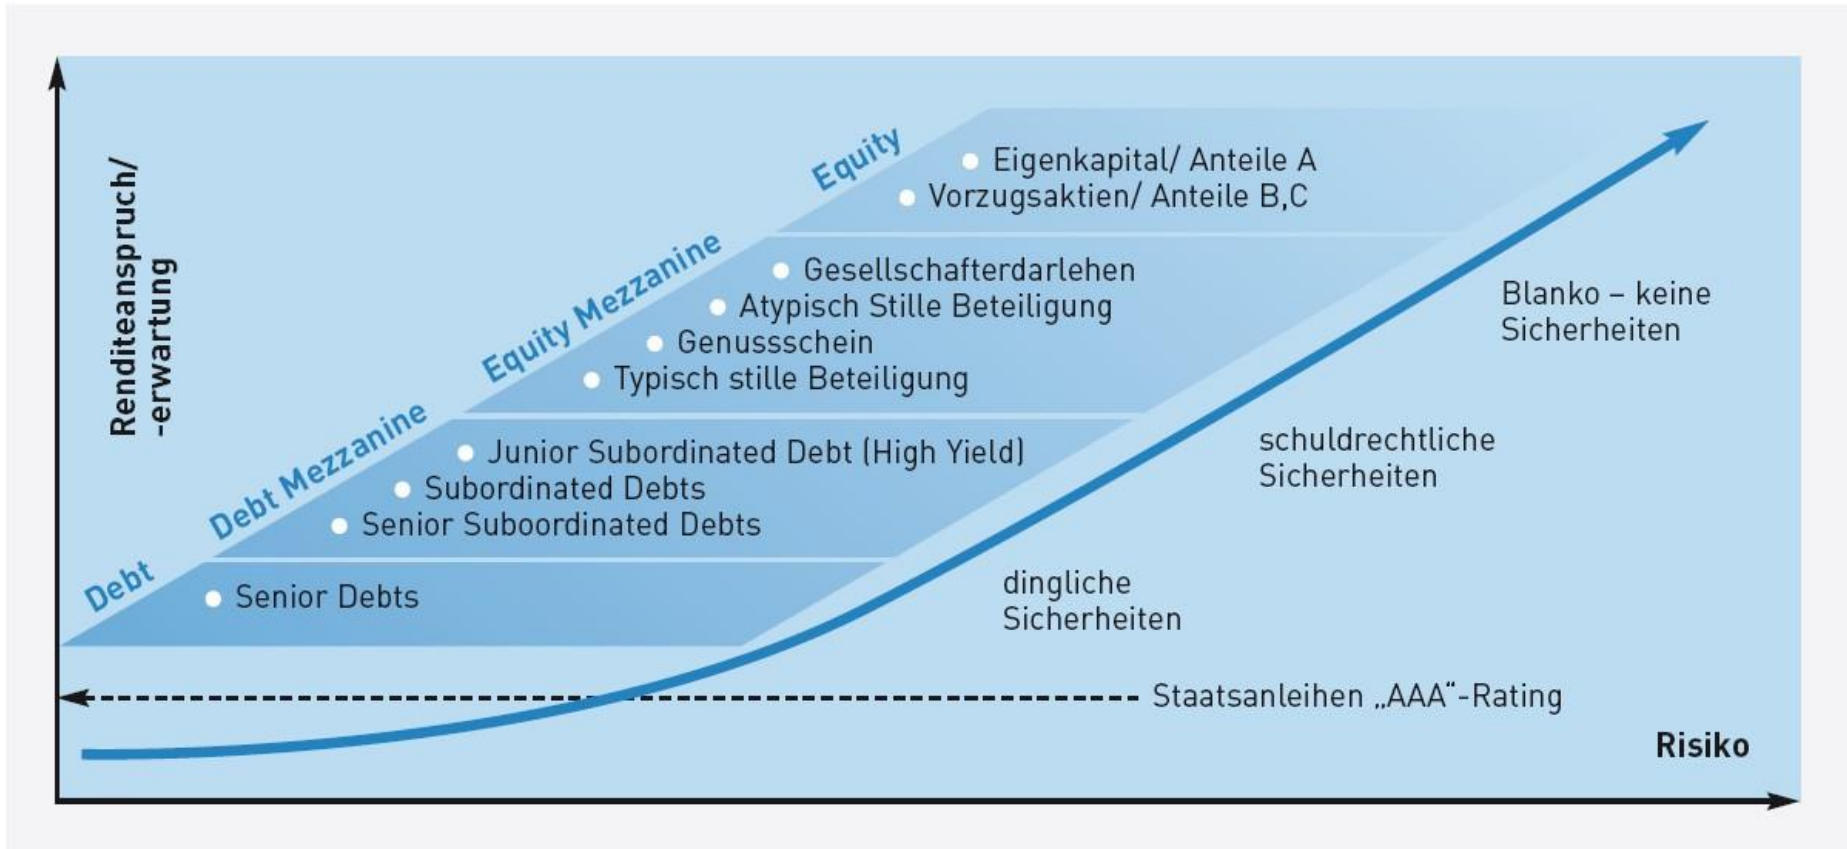 Renditeanspruch/
-erwartung
Equity
Eigenkapital/ Anteile A
Vorzugsaktien/ Anteile B,C
Equity Mezzanine
Gesellschafterdarlehen
Atypisch Stille Beteiligung
Genussschein
Typisch stille Beteiligung
Debt Mezzanine
Junior Subordinated Debt (High Yield)
Subordinated Debts
Senior Suboordinated Debts
Debt
Senior Debts
Blanko – keine
Sicherheiten
schuldrechtliche
Sicherheiten
dingliche
Sicherheiten
Staatsanleihen „AAA“-Rating
Risiko